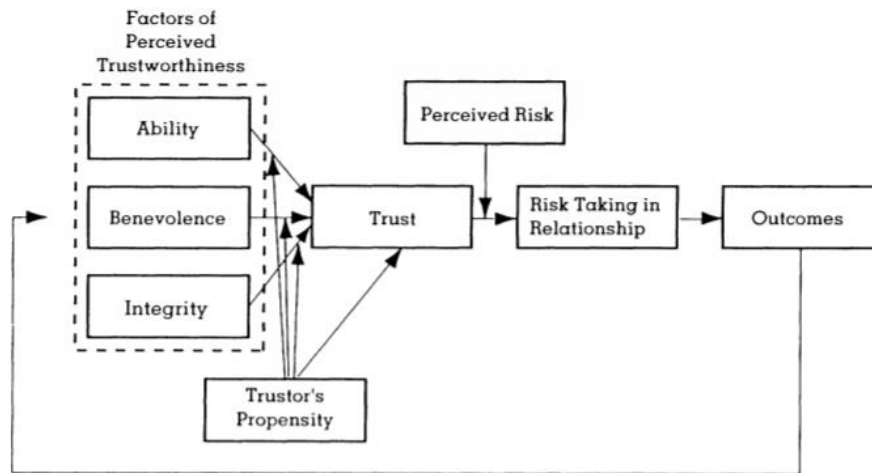 Factors of
Perceived
Trustworthiness
Ability
Benevolence
Integrity
Trustor's
Propensity
Trust
Perceived Risk
Risk Taking in
Relationship
Outcomes